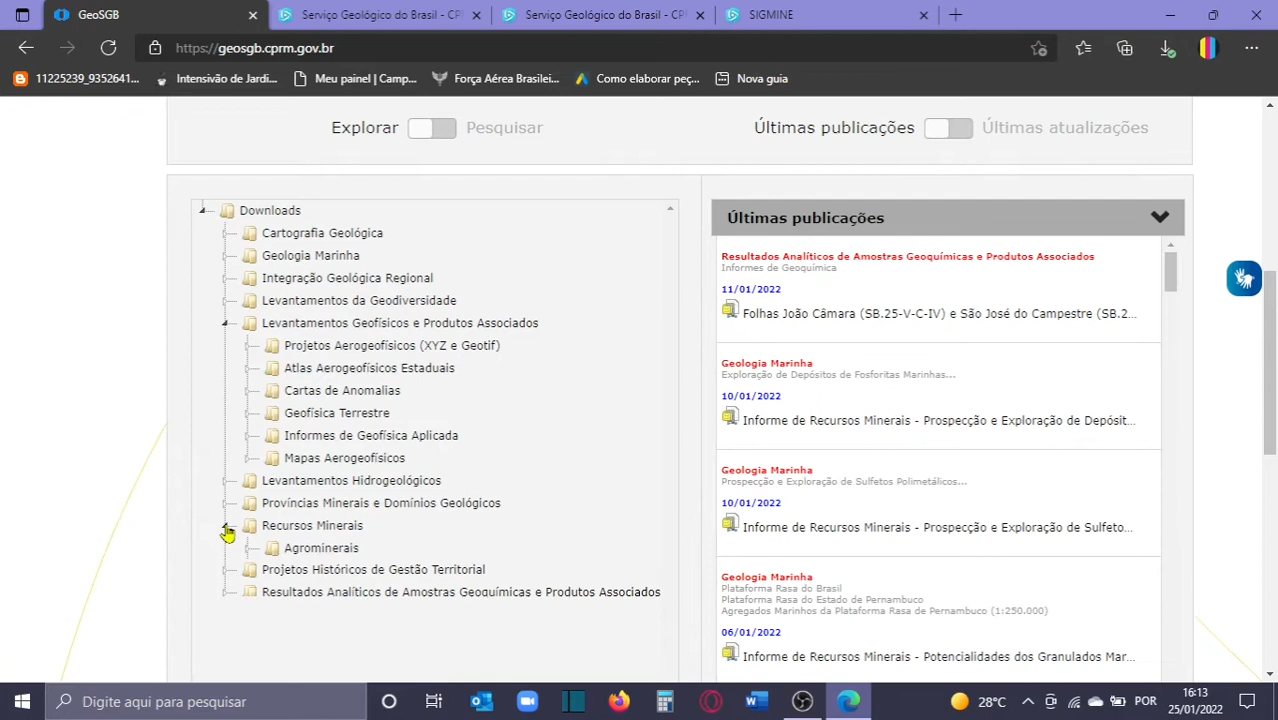 GeoSGB
Serviço Geológico do Brasil - CPI
Serviço Geológico do Brasil - CPI
SIGMINE
https://geosgb.cprm.gov.br
11225239_9352641...
Intensivão de Jardi...
Meu painel | Camp...
Força Aérea Brasilei...
Como elaborar peç...
Nova guia
Explorar
Pesquisar
Últimas publicações
Últimas atualizações
Downloads
Cartografia Geológica
Geologia Marinha
Integração Geológica Regional
Levantamentos da Geodiversidade
Levantamentos Geofísicos e Produtos Associados
Projetos Aerogeofísicos (XYZ e Geotif)
Atlas Aerogeofísicos Estaduais
Cartas de Anomalias
Geofísica Terrestre
Informes de Geofísica Aplicada
Mapas Aerogeofísicos
Levantamentos Hidrogeológicos
Províncias Minerais e Domínios Geológicos
Recursos Minerais
Agrominerais
Projetos Históricos de Gestão Territorial
Resultados Analíticos de Amostras Geoquímicas e Produtos Associados
Últimas publicações
Resultados Analíticos de Amostras Geoquímicas e Produtos Associados
Informes de Geoquímica
11/01/2022
Folhas João Câmara (SB.25-V-C-IV) e São José do Campestre (SB.2...
Geologia Marinha
Exploração de Depósitos de Fosforitas Marinhas...
10/01/2022
Informe de Recursos Minerais - Prospecção e Exploração de Depósit...
Geologia Marinha
Prospecção e Exploração de Sulfetos Polimetálicos...
10/01/2022
Informe de Recursos Minerais - Prospecção e Exploração de Sulfeto...
Geologia Marinha
Plataforma Rasa do Brasil
Plataforma Rasa do Estado de Pernambuco
Agregados Marinhos da Plataforma Rasa de Pernambuco (1:250.000)
06/01/2022
Informe de Recursos Minerais - Potencialidades dos Granulados Mar...
Digite aqui para pesquisar
28°C
POR
16:13
25/01/2022